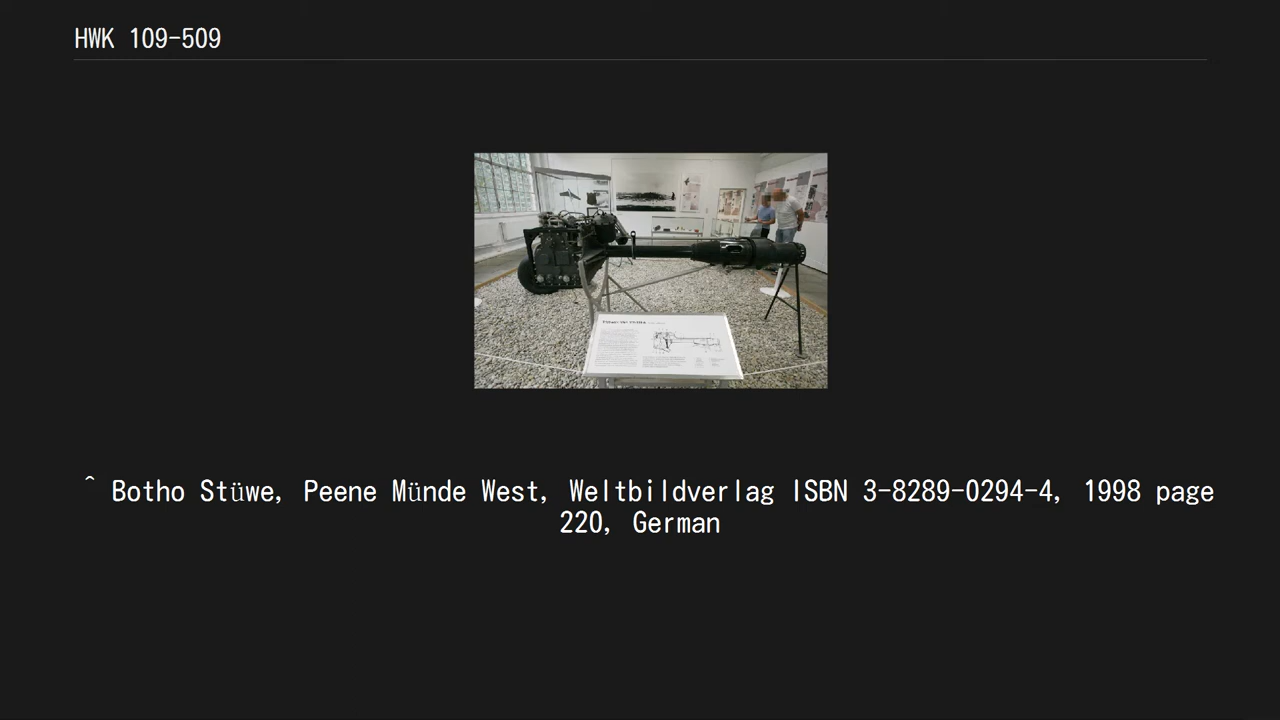 HWK 109-509
^ Botho Stüwe, Peene Münde West, Weltbildverlag ISBN 3-8289-0294-4, 1998 page
220, German